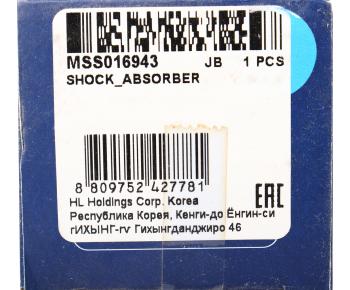 MSS016943 JB 1 PCS
SHOCK_ABSORBER
8 809752 427781
HL Holdings Corp. Korea
Республика Корея, Кенги-до Ёнгин-си
гИХЫНГ-rv Гихынгданджиро 46
EAC